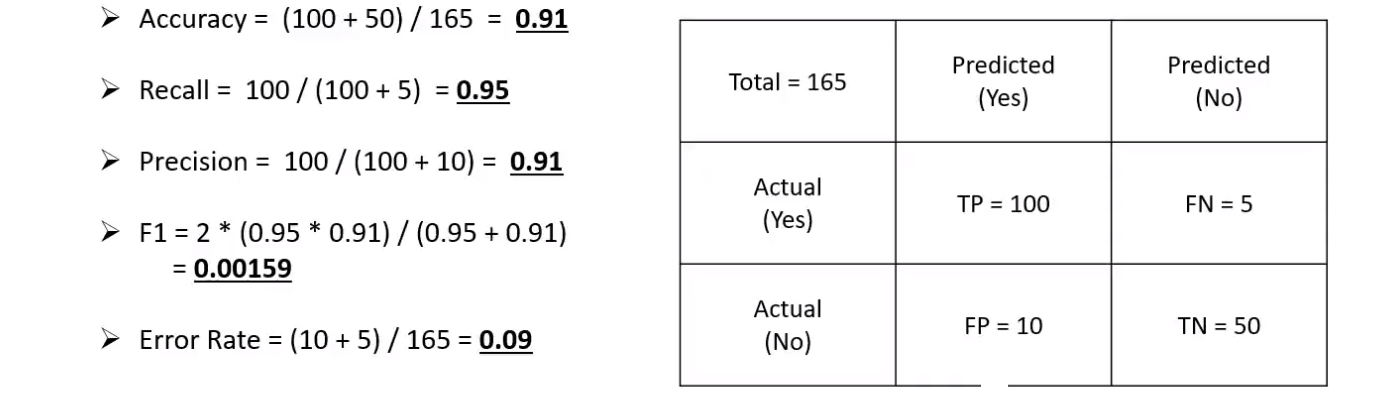 ➢ Accuracy = (100 + 50) / 165 = 0.91
➢ Recall = 100 / (100 + 5) = 0.95
➢ Precision = 100 / (100 + 10) = 0.91
➢ F1 = 2 * (0.95 * 0.91) / (0.95 + 0.91)
= 0.00159
➢ Error Rate = (10 + 5) / 165 = 0.09
Total = 165
Predicted
(Yes)
Predicted
(No)
Actual
(Yes)
TP = 100
FN = 5
Actual
(No)
FP = 10
TN = 50